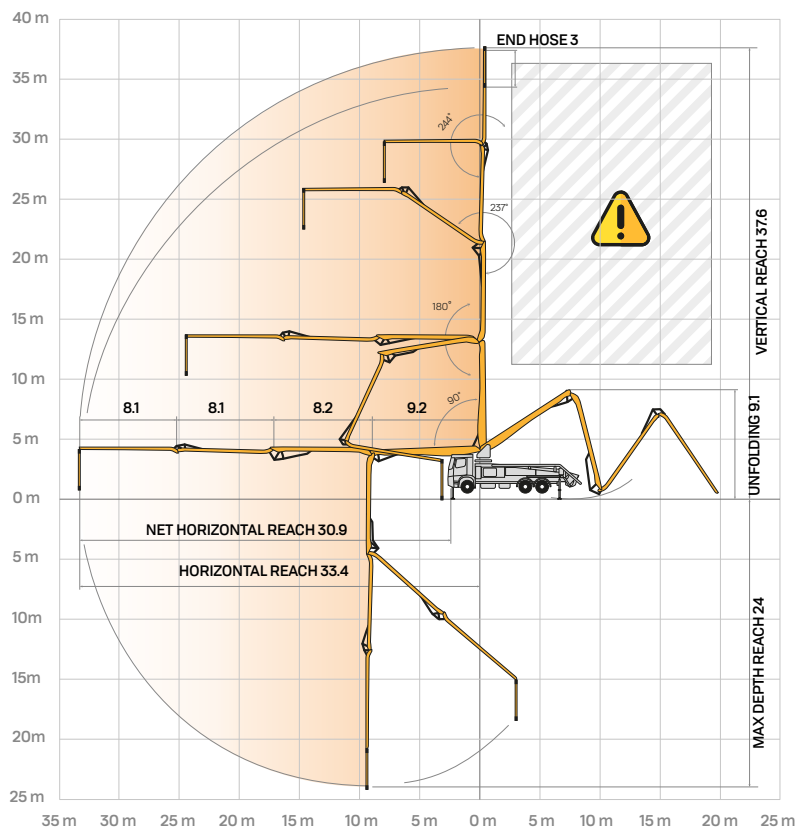 40 m
END HOSE 3
35 m
244°
30 m
25 m
237°
20 m
VERTICAL REACH 37.6
15 m
180°
10 m
8.1
8.1
8.2
9.2
90°
5 m
UNFOLDING 9.1
0 m
NET HORIZONTAL REACH 30.9
5 m
HORIZONTAL REACH 33.4
10 m
15 m
MAX DEPTH REACH 24
20 m
25 m
35 m
30 m
25 m
20 m
15 m
10 m
5 m
0 m
5 m
10 m
15 m
20 m
25 m